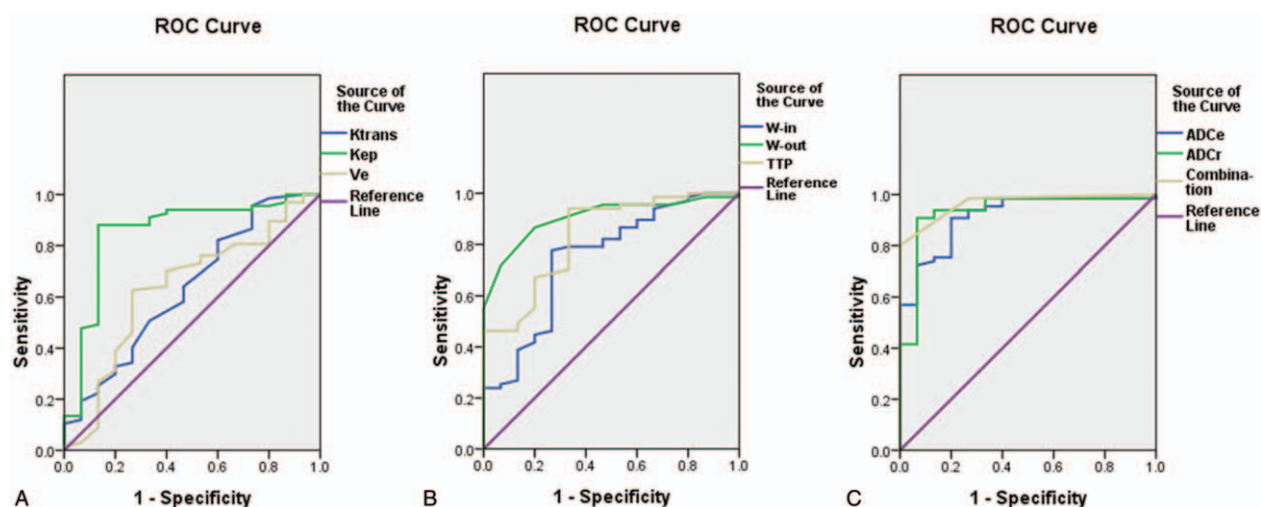 ROC Curve
Source of
the Curve
Ktrans
Kep
Ve
Reference
Line
1.0
0.8
0.6
0.4
0.2
0.0
Sensitivity
0.0 0.2 0.4 0.6 0.8 1.0
1 - Specificity
A
ROC Curve
Source of
the Curve
W-in
W-out
TTP
Reference
Line
1.0
0.8
0.6
0.4
0.2
0.0
Sensitivity
0.0 0.2 0.4 0.6 0.8 1.0
1 - Specificity
B
ROC Curve
Source of
the Curve
ADCe
ADCr
Combina-
tion
Reference
Line
1.0
0.8
0.6
0.4
0.2
0.0
Sensitivity
0.0 0.2 0.4 0.6 0.8 1.0
1 - Specificity
C